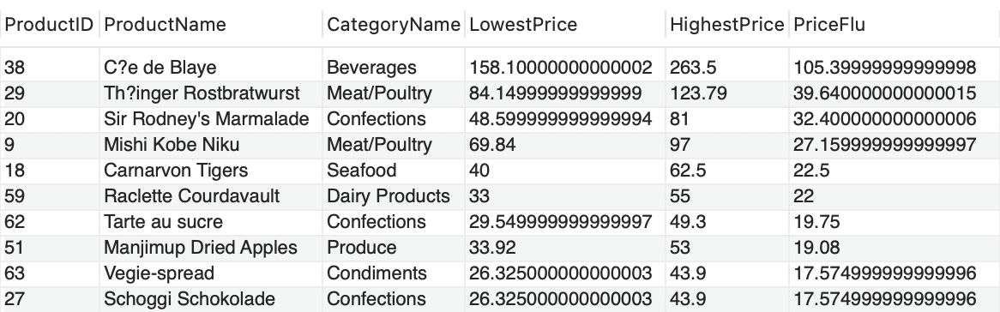 ProductID ProductName CategoryName LowestPrice HighestPrice PriceFlu
38 C?e de Blaye Beverages 158.10000000000002 263.5 105.39999999999998
29 Th?inger Rostbratwurst Meat/Poultry 84.14999999999999 123.79 39.640000000000015
20 Sir Rodney's Marmalade Confections 48.599999999999994 81 32.400000000000006
9 Mishi Kobe Niku Meat/Poultry 69.84 97 27.159999999999997
18 Carnarvon Tigers Seafood 40 62.5 22.5
59 Raclette Courdavault Dairy Products 33 55 22
62 Tarte au sucre Confections 29.549999999999997 49.3 19.75
51 Manjimup Dried Apples Produce 33.92 53 19.08
63 Vegie-spread Condiments 26.325000000000003 43.9 17.574999999999996
27 Schoggi Schokolade Confections 26.325000000000003 43.9 17.574999999999996